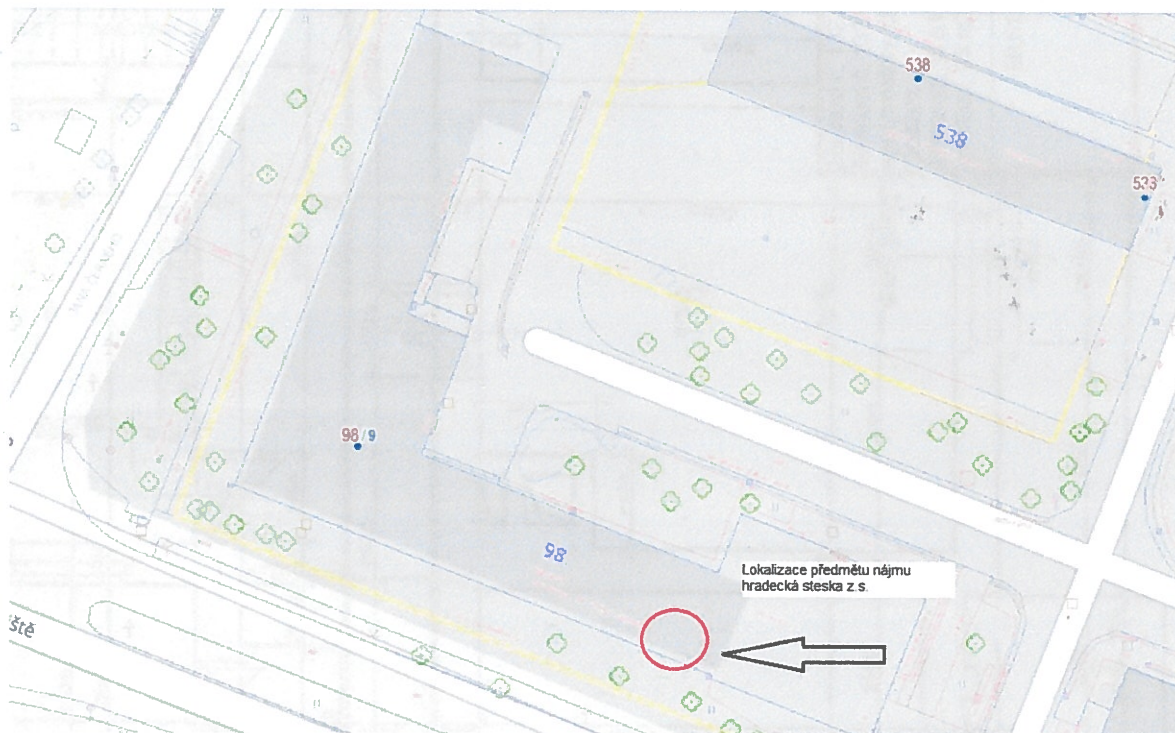 538
538
533
98/9
98
Lokalizace předmětu nájmu
hradecká steska z.s.
ště